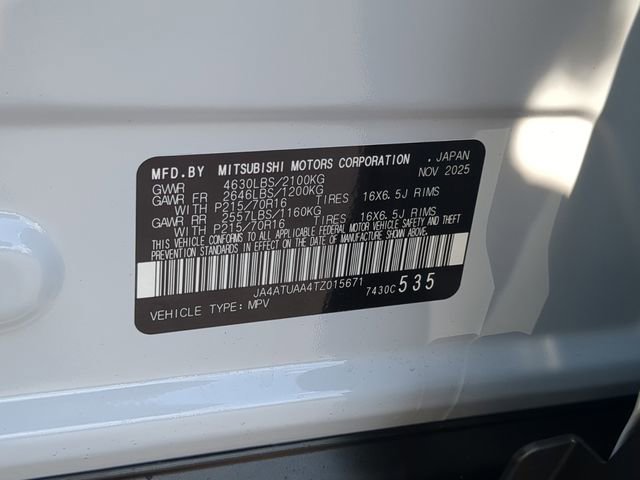 MFD.BY MITSUBISHI MOTORS CORPORATION . JAPAN
NOV 2025
GVWR 4630LBS/2100KG
GAWR FR 2646LBS/1200KG
WITH P215/70R16 TIRES 16X6.5J RIMS
GAWR RR 2557LBS/1160KG
WITH P215/70R16 TIRES 16X6.5J RIMS
THIS VEHICLE CONFORMS TO ALL APPLICABLE FEDERAL MOTOR VEHICLE SAFETY AND THEFT
PREVENTION STANDARDS IN EFFECT ON THE DATE OF MANUFACTURE SHOWN ABOVE.
JA4ATUAA4TZ015671 7430C 535
VEHICLE TYPE: MPV